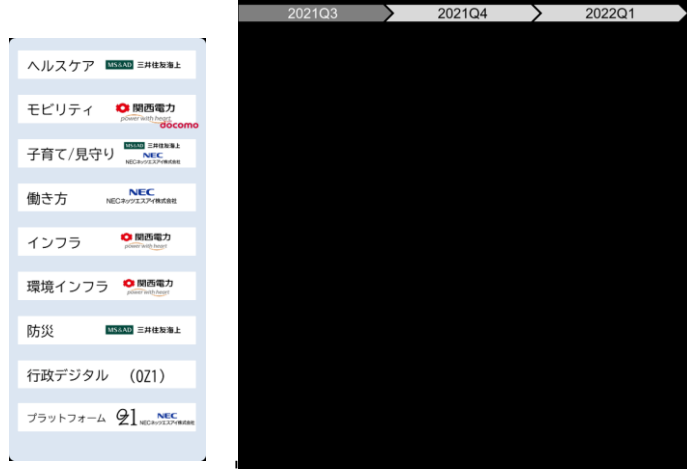 2021Q3 2021Q4 2022Q1
ヘルスケア MS&AD 三井住友海上
モビリティ 関西電力
power with heart
docomo
子育て/見守り MS&AD 三井住友海上
NEC
NECネッツエスアイ株式会社
働き方 NEC
NECネッツエスアイ株式会社
インフラ 関西電力
power with heart
環境インフラ 関西電力
power with heart
防災 MS&AD 三井住友海上
行政デジタル (OZ1)
プラットフォーム NEC
NECネッツエスアイ株式会社